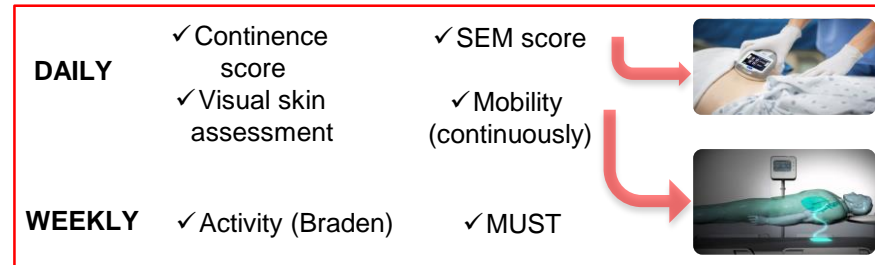 DAILY
✓Continence
score
✓Visual skin
assessment
✓SEM score
✓Mobility
(continuously)
WEEKLY
✓Activity (Braden)
✓MUST